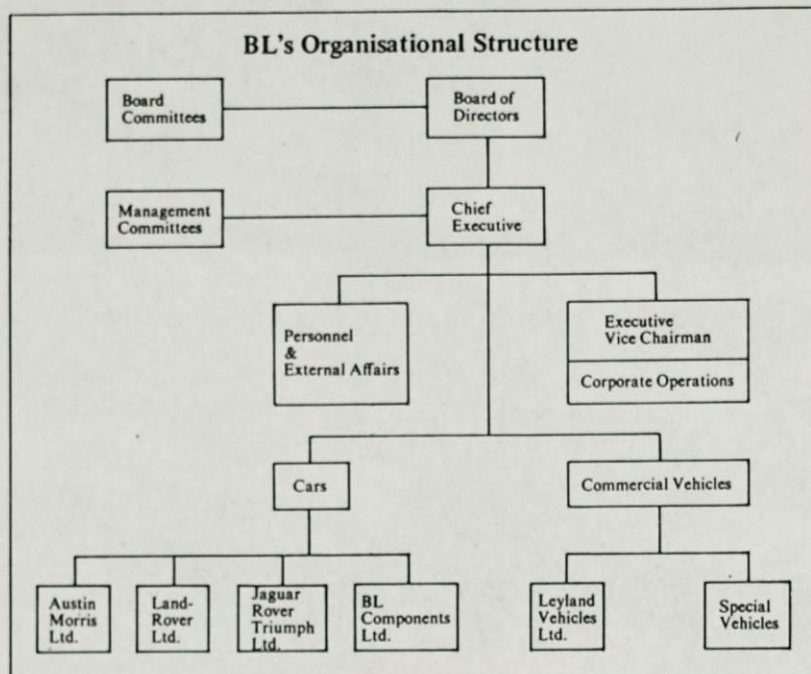 BL's Organisational Structure
Board
Committees
Board of
Directors
Management
Committees
Chief
Executive
Personnel
&
External Affairs
Executive
Vice Chairman
Corporate Operations
Cars
Commercial Vehicles
Austin
Morris
Ltd.
Land-
Rover
Ltd.
Jaguar
Rover
Triumph
Ltd.
BL
Components
Ltd.
Leyland
Vehicles
Ltd.
Special
Vehicles